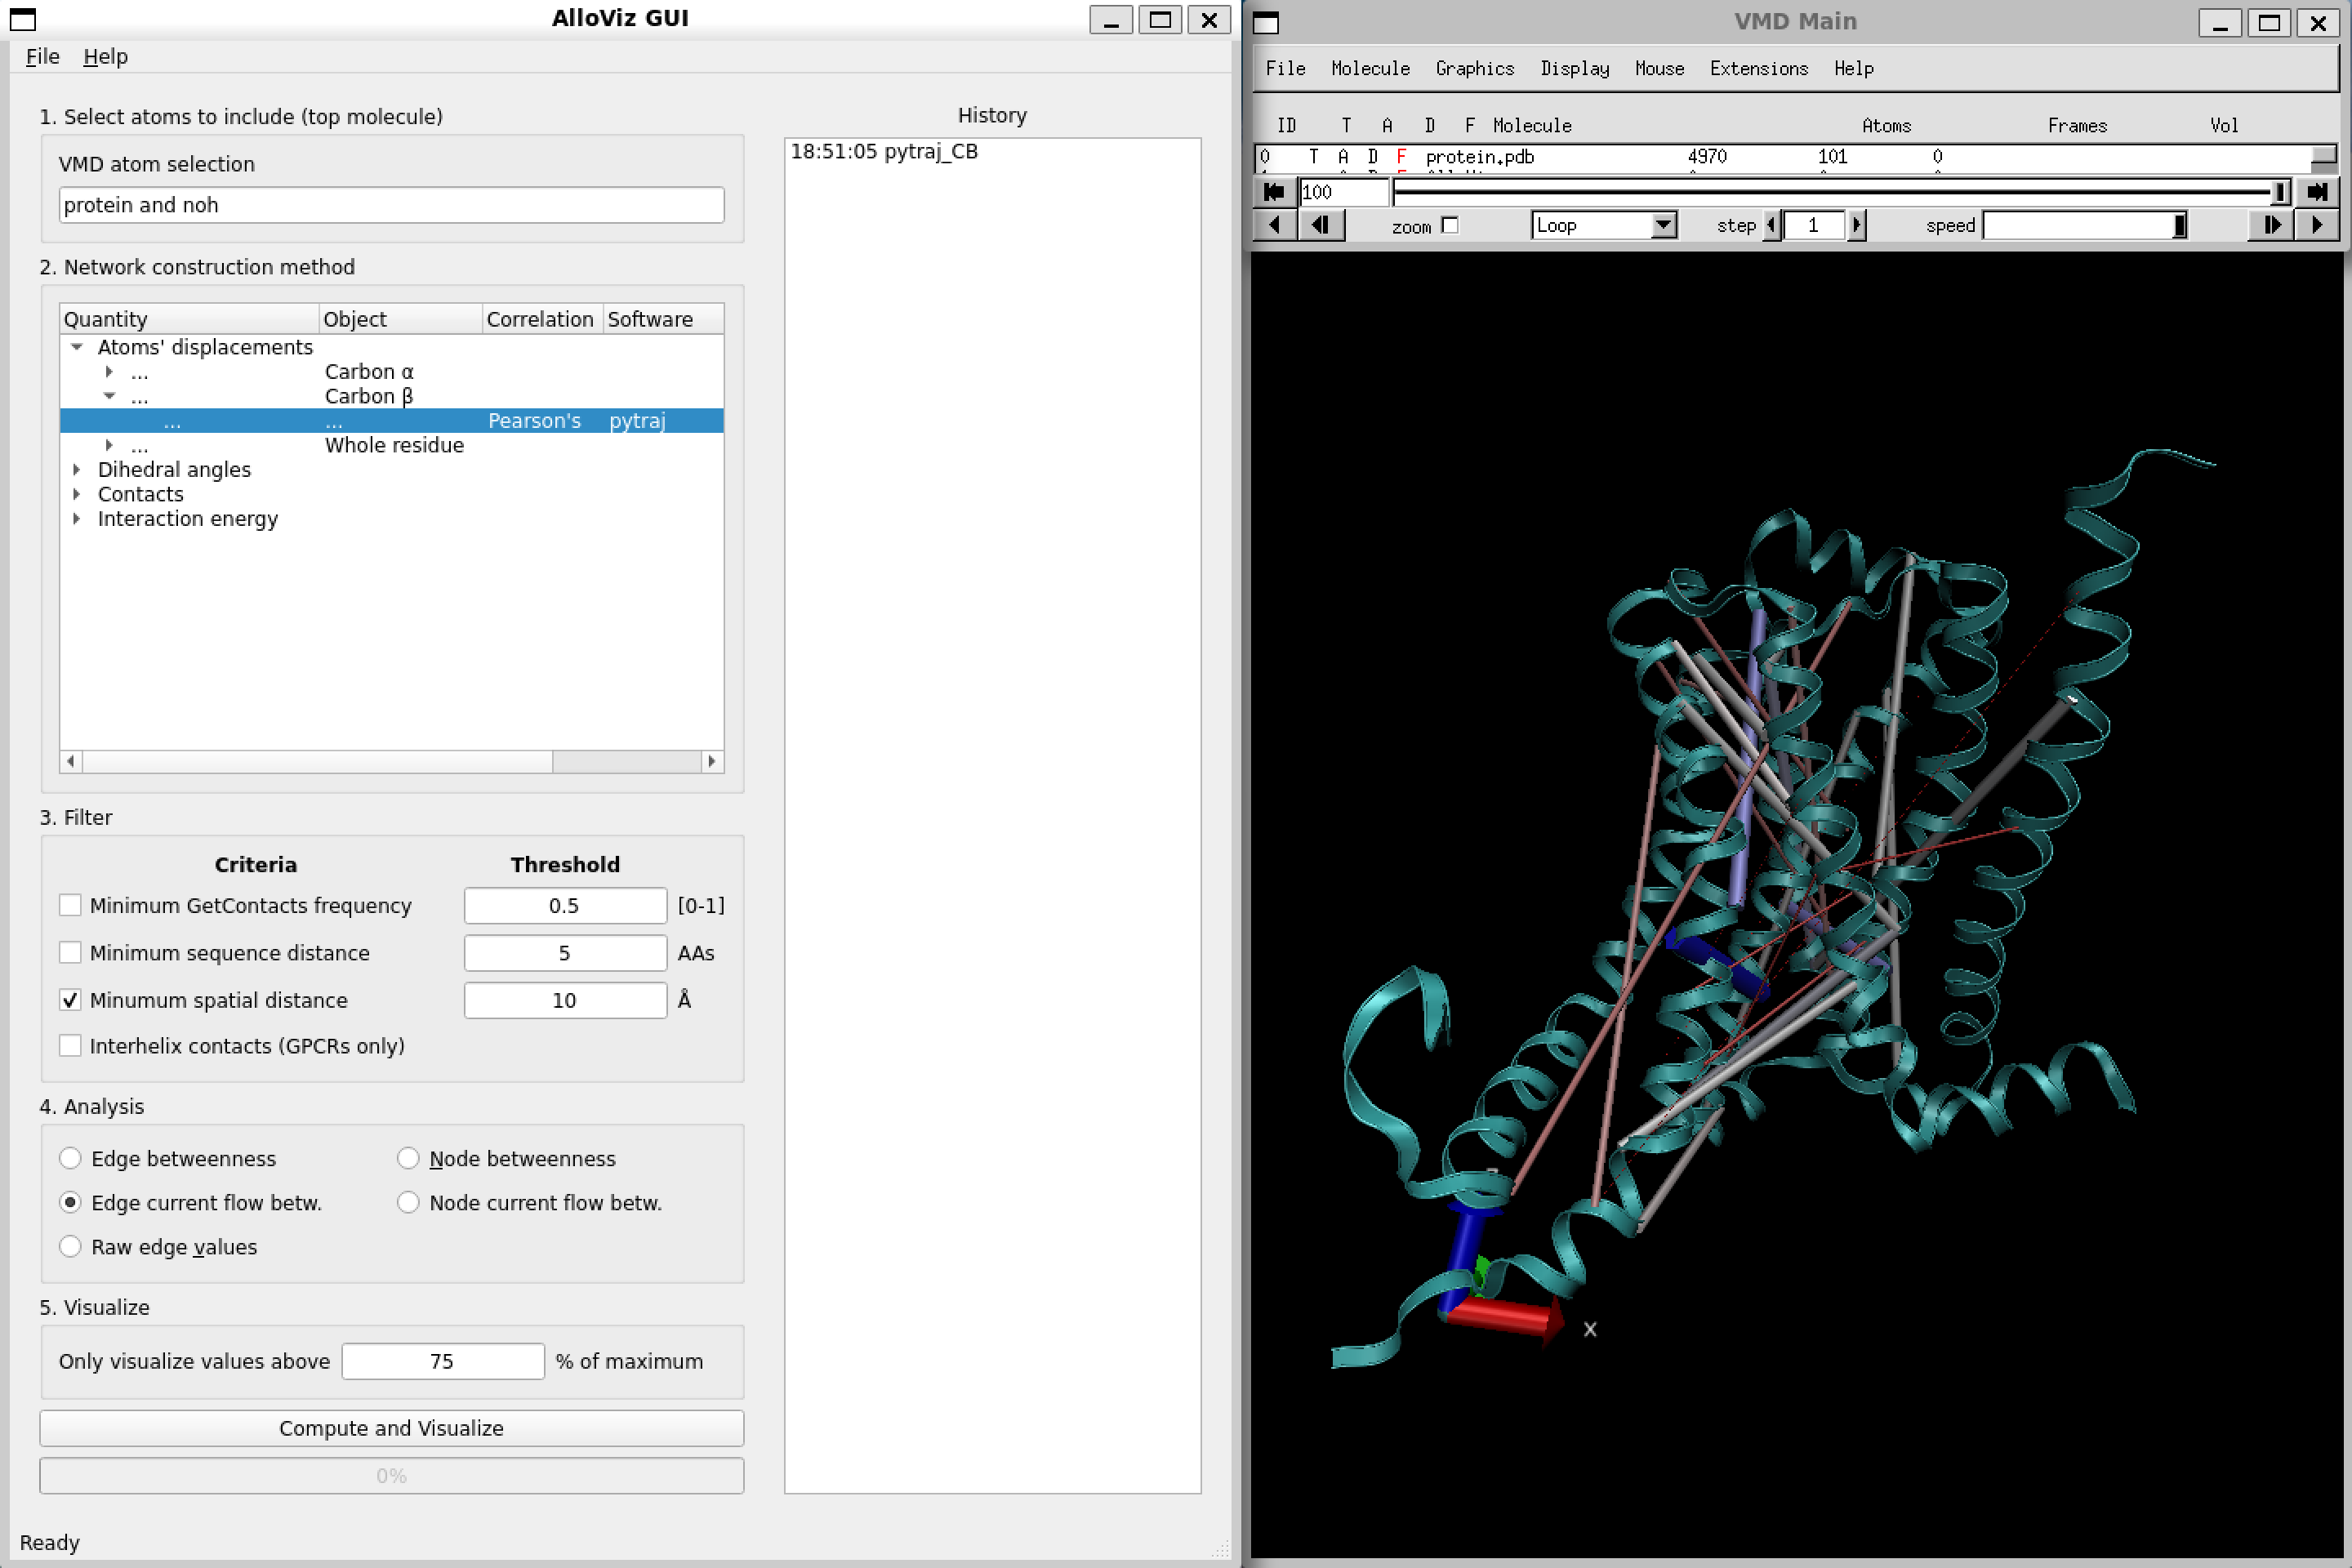 AlloViz GUI
File Help
1. Select atoms to include (top molecule)
VMD atom selection
protein and noh
2. Network construction method
Quantity Object Correlation Software
Atoms' displacements
... Carbon α
... Carbon β
... ... Pearson's pytraj
... Whole residue
Dihedral angles
Contacts
Interaction energy
3. Filter
Criteria Threshold
Minimum GetContacts frequency 0.5 [0-1]
Minimum sequence distance 5 AAs
Minumum spatial distance 10 Å
Interhelix contacts (GPCRs only)
4. Analysis
Edge betweenness Node betweenness
Edge current flow betw. Node current flow betw.
Raw edge values
5. Visualize
Only visualize values above 75 % of maximum
Compute and Visualize
0%
Ready
History
18:51:05 pytraj_CB
VMD Main
File Molecule Graphics Display Mouse Extensions Help
ID T A D F Molecule Atoms Frames Vol
0 T A D F protein.pdb 4970 101 0
100
zoom Loop step 1 speed
x